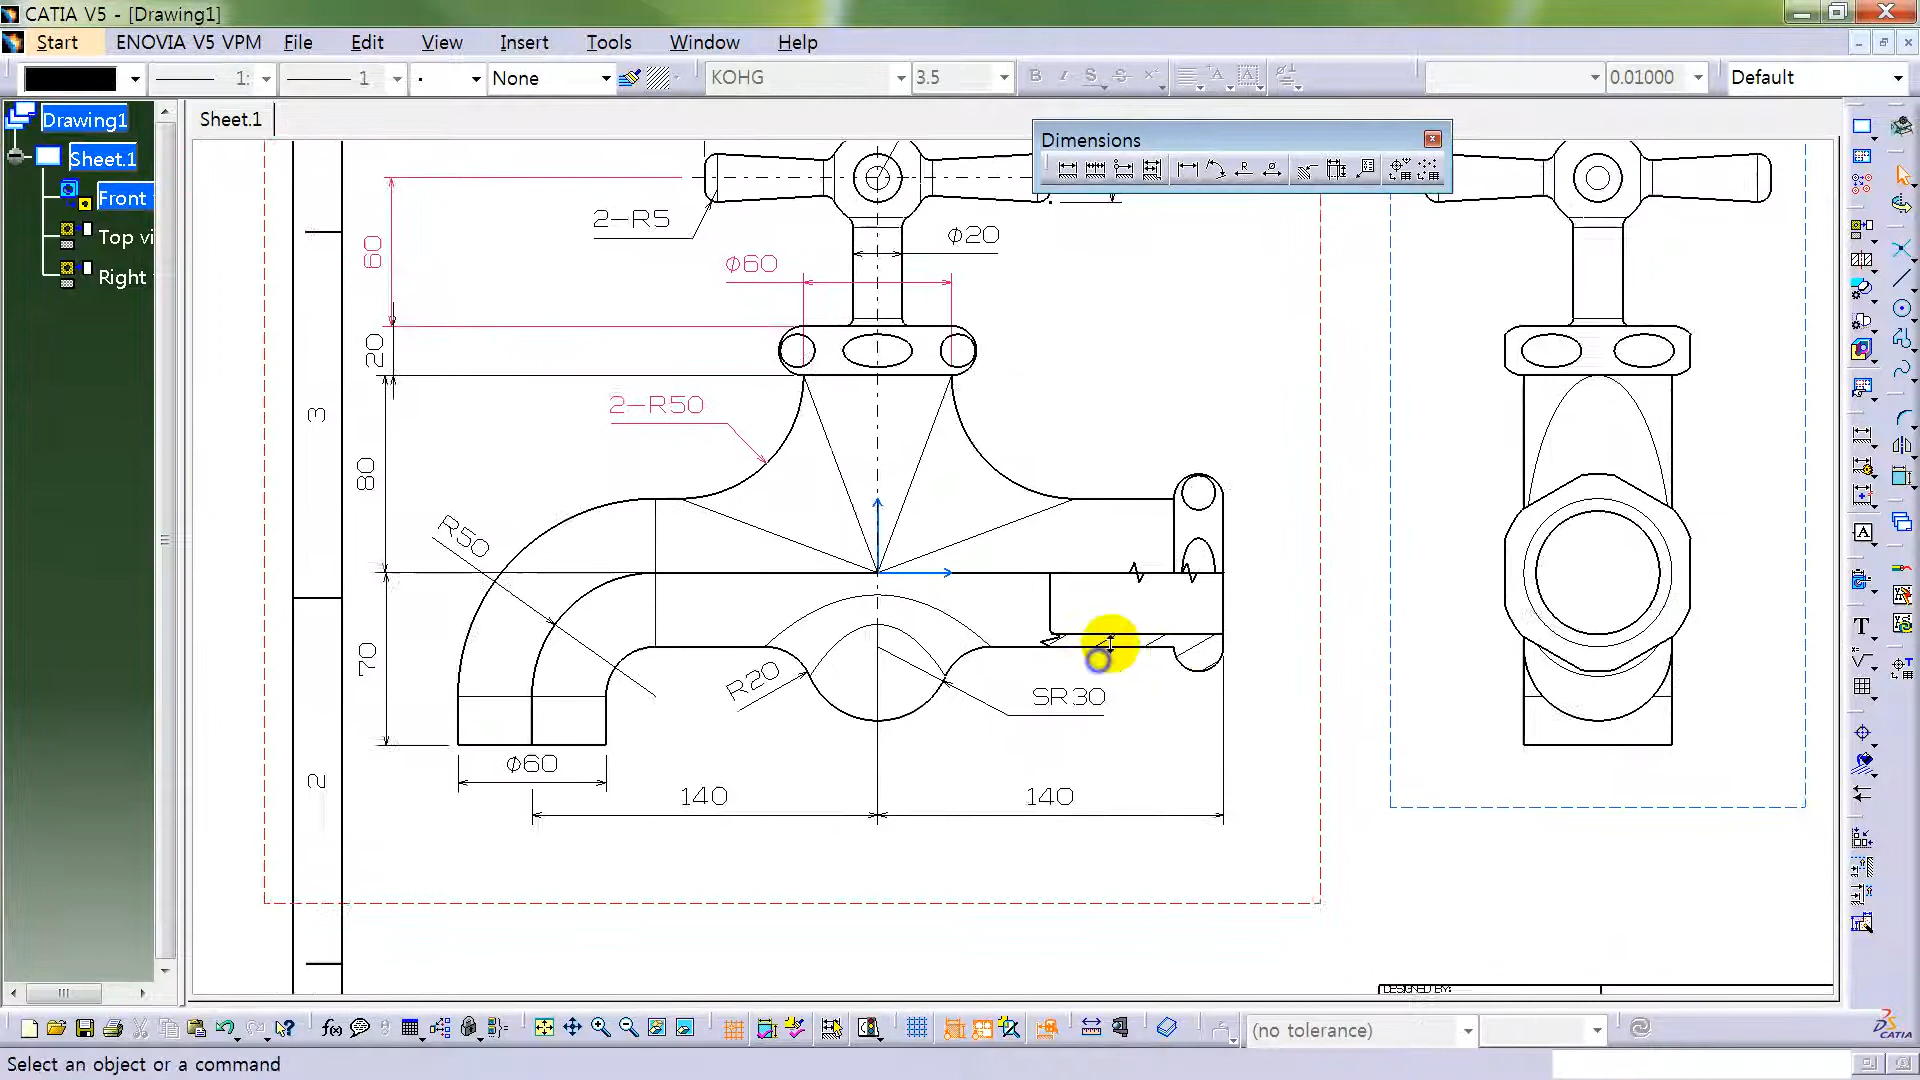 CATIA V5 - [Drawing1]
Start ENOVIA V5 VPM File Edit View Insert Tools Window Help
1: 1 None KOHG 3.5 B I S S 0.01000 Default
Drawing1
Sheet.1
Front
Top vi
Right
Sheet.1
Dimensions
2-R5
60
φ20
φ60
20
2-R50
3
80
R50
70
R20
SR30
φ60
2
140
140
DESIGNED BY:
(no tolerance)
Select an object or a command
CATIA